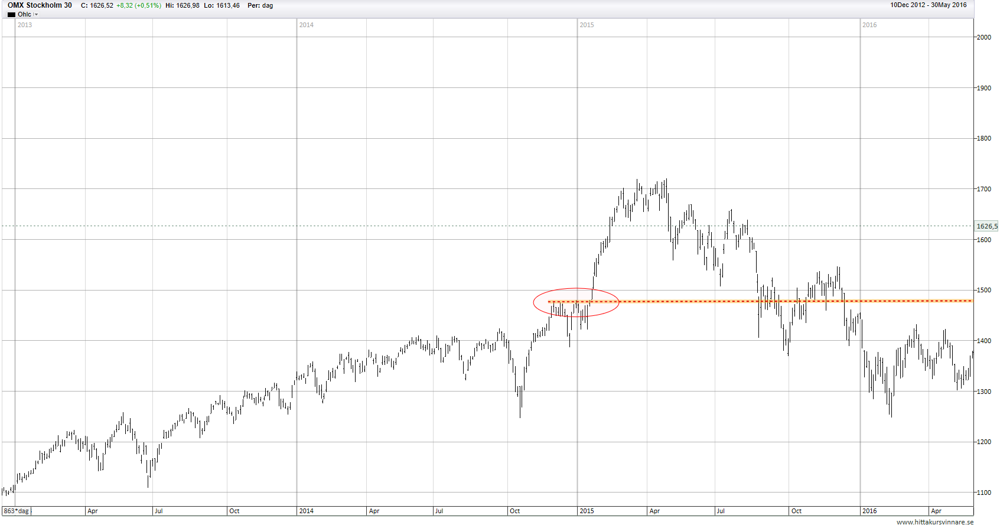 OMX Stockholm 30 C: 1626,52 +8,32 (+0,51%) Hi: 1626,98 Lo: 1613,46 Per: dag 10Dec 2012 - 30May 2016
Ohlc
2013 2014 2015 2016
2000
1900
1800
1700
1626,5
1600
1500
1400
1300
1200
1100
863*dag Apr Jul Oct 2014 Apr Jul Oct 2015 Apr Jul Oct 2016 Apr
www.hittakursvinnare.se